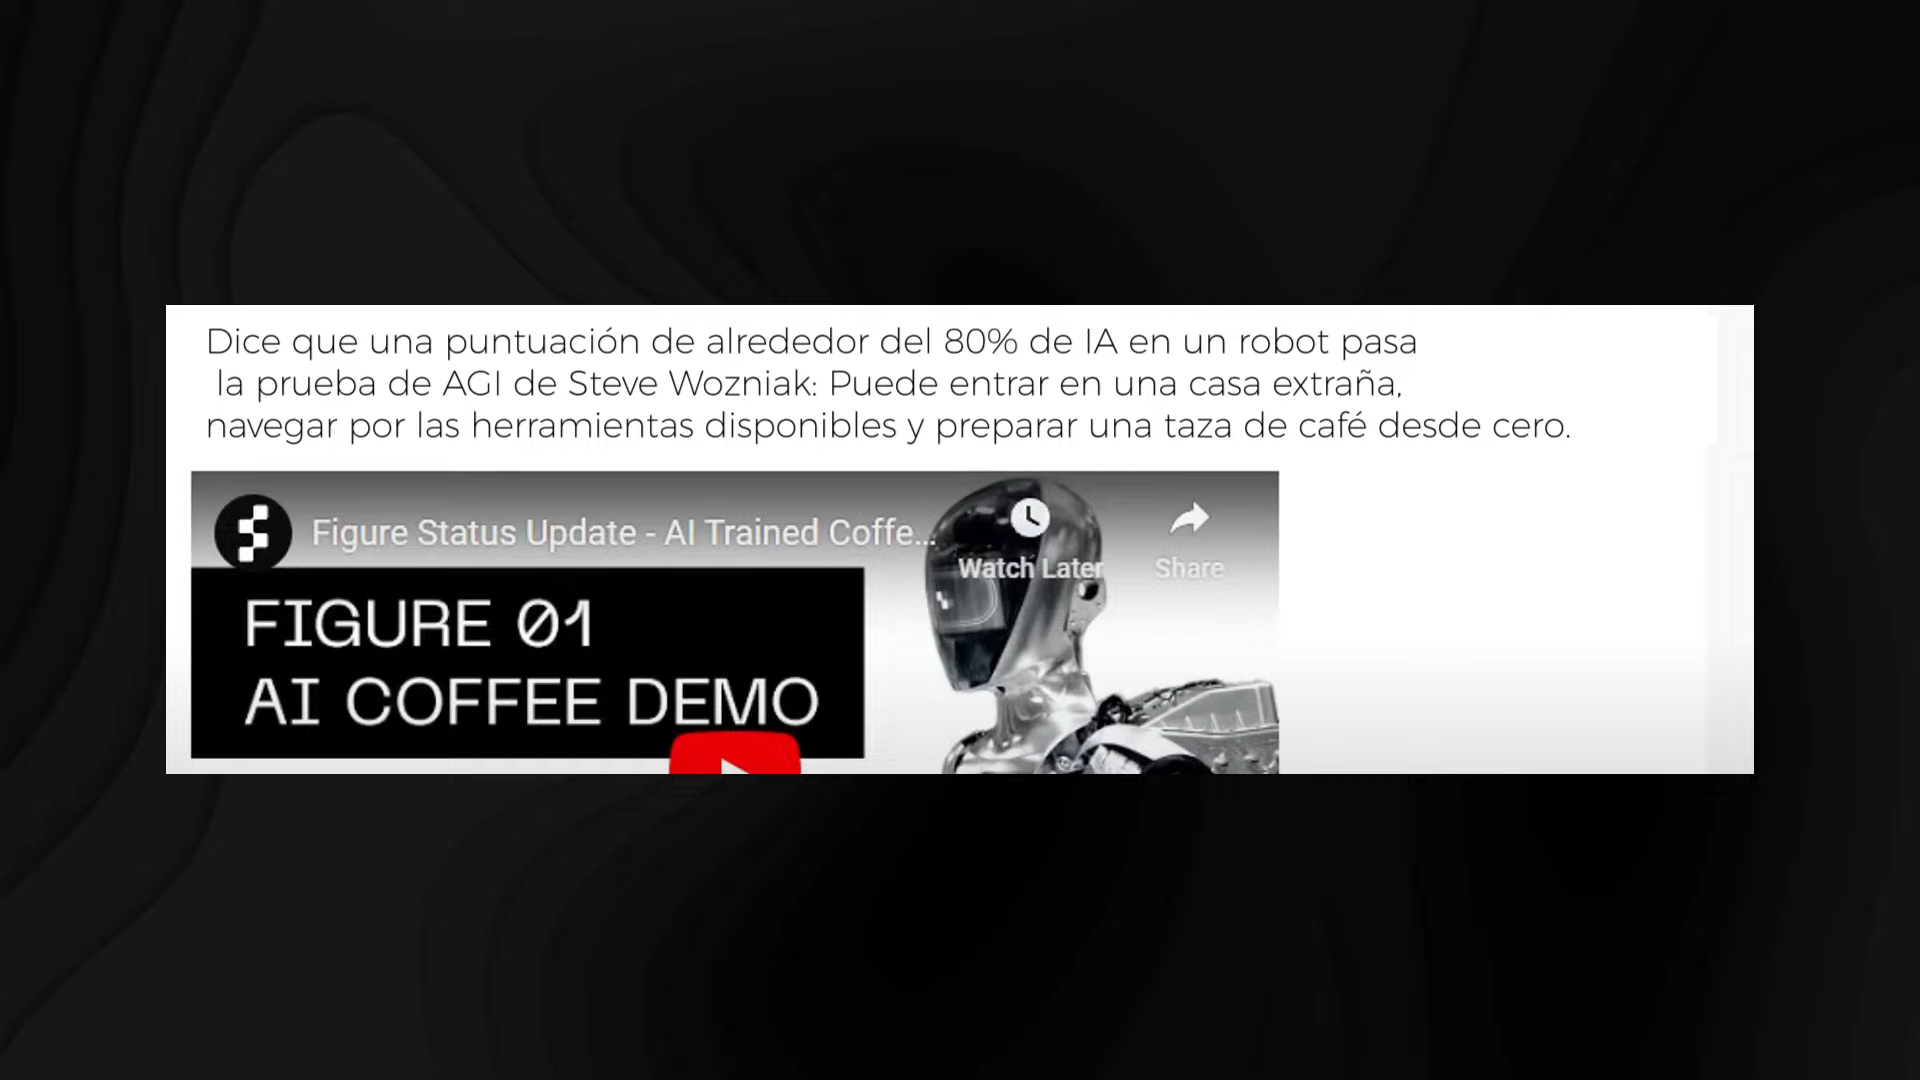 Dice que una puntuación de alrededor del 80% de IA en un robot pasa
la prueba de AGI de Steve Wozniak: Puede entrar en una casa extraña,
navegar por las herramientas disponibles y preparar una taza de café desde cero.
Figure Status Update - AI Trained Coffe...
Watch Later
Share
FIGURE 01
AI COFFEE DEMO